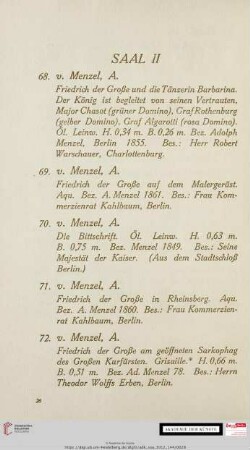 SAAL II
68. v. Menzel, A.
Friedrich der Große und die Tänzerin Barbarina.
Der König ist begleitet von seinen Vertrauten,
Major Chasot (grüner Domino), Graf Rothenburg
(gelber Domino), Graf Algarotti (rosa Domino).
Öl. Leinw. H. 0,34 m. B. 0,26 m. Bez. Adolph
Menzel, Berlin 1855. Bes.: Herr Robert
Warschauer, Charlottenburg.
69. v. Menzel, A.
Friedrich der Große auf dem Malergerüst.
Aqu. Bez. A. Menzel 1861. Bes.: Frau Kom-
merzienrat Kahlbaum, Berlin.
70. v. Menzel, A.
Die Bittschrift. Öl. Leinw. H. 0,63 m.
B. 0,75 m. Bez. Menzel 1849. Bes.: Seine
Majestät der Kaiser. (Aus dem Stadtschloß
Berlin.)
71. v. Menzel, A.
Friedrich der Große in Rheinsberg. Aqu.
Bez. A. Menzel 1860. Bes.: Frau Kommerzien-
rat Kahlbaum, Berlin.
72. v. Menzel, A.
Friedrich der Große am geöffneten Sarkophag
des Großen Kurfürsten. Grisaille.* H. 0,66 m.
B. 0,51 m. Bez. Ad. Menzel 78. Bes.: Herrn
Theodor Wolffs Erben, Berlin.